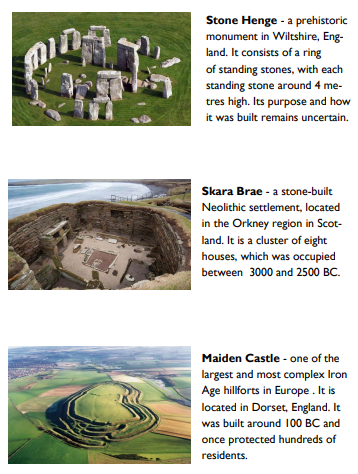 Stone Henge - a prehistoric
monument in Wiltshire, Eng-
land. It consists of a ring
of standing stones, with each
standing stone around 4 me-
tres high. Its purpose and how
it was built remains uncertain.
Skara Brae - a stone-built
Neolithic settlement, located
in the Orkney region in Scot-
land. It is a cluster of eight
houses, which was occupied
between  3000 and 2500 BC.
Maiden Castle - one of the
largest and most complex Iron
Age hillforts in Europe . It is
located in Dorset, England. It
was built around 100 BC and
once protected hundreds of
residents.